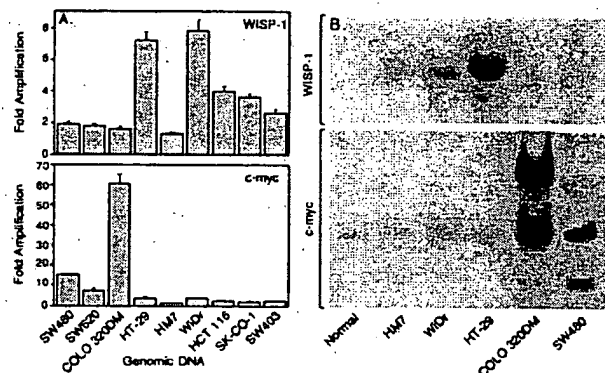 A.
WISP-1
Fold Amplification
8
6
4
2
0
c-myc
Fold Amplification
75
60
50
40
30
20
10
0
SW480
SW620
COLO 320DM
HT-29
HM7
WiDr
HCT 116
SK-CO-1
SW403
Genomic DNA
B.
WISP-1
c-myc
Normal
HM7
WiDr
HT-29
COLO 320DM
SW480